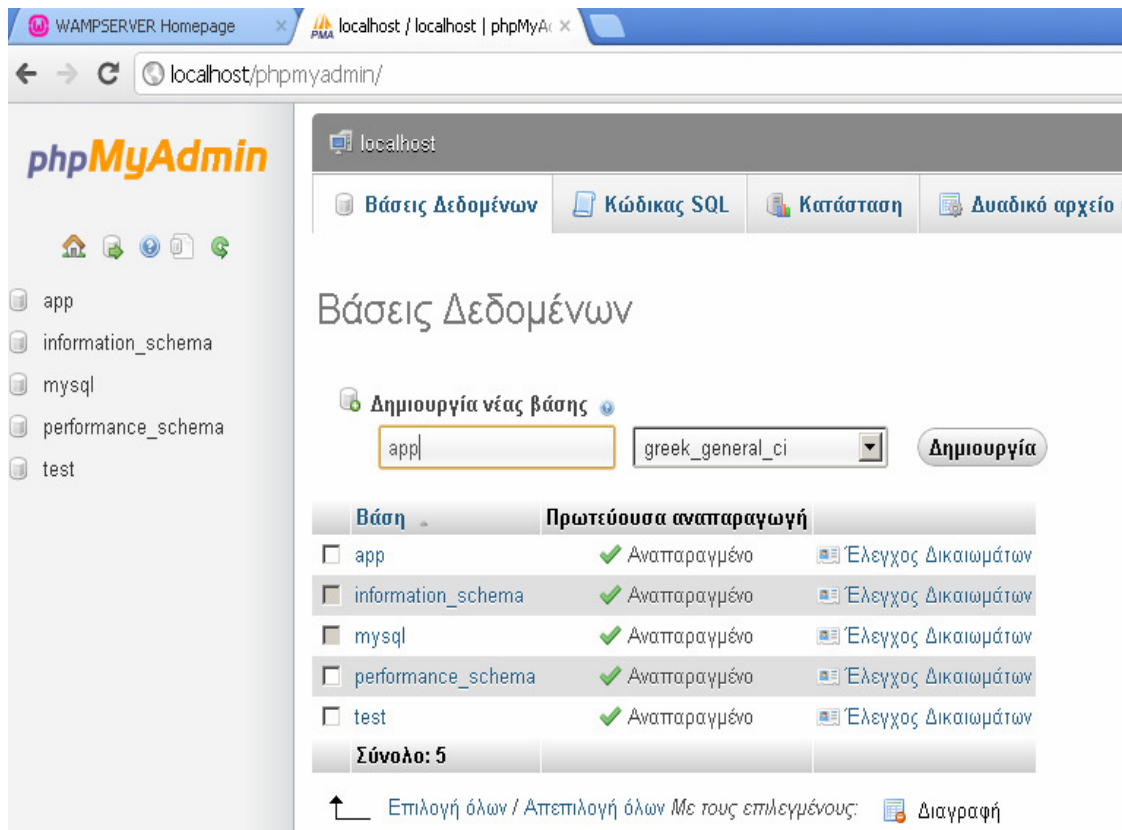 WAMPSERVER Homepage
PMA localhost / localhost | phpMyA
localhost/phpmyadmin/
phpMyAdmin
app
information_schema
mysql
performance_schema
test
localhost
Βάσεις Δεδομένων Κώδικας SQL Κατάσταση Δυαδικό αρχείο
Βάσεις Δεδομένων
Δημιουργία νέας βάσης
app greek_general_ci Δημιουργία
Βάση Πρωτεύουσα αναπαραγωγή
app Αναπαραγμένο Έλεγχος Δικαιωμάτων
information_schema Αναπαραγμένο Έλεγχος Δικαιωμάτων
mysql Αναπαραγμένο Έλεγχος Δικαιωμάτων
performance_schema Αναπαραγμένο Έλεγχος Δικαιωμάτων
test Αναπαραγμένο Έλεγχος Δικαιωμάτων
Σύνολο: 5
Επιλογή όλων / Απεπιλογή όλων Με τους επιλεγμένους: Διαγραφή